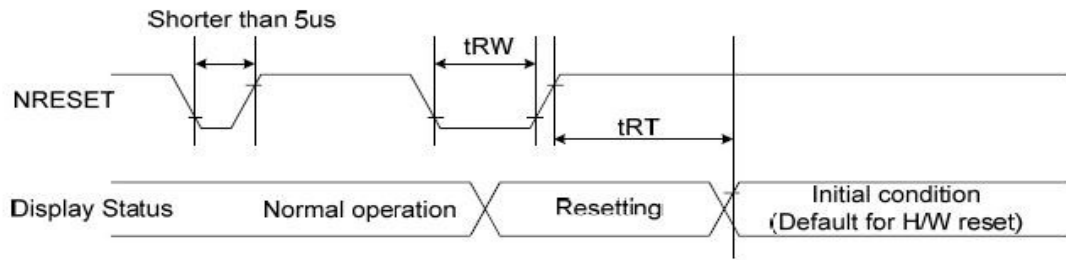 Shorter than 5us
tRW
NRESET
tRT
Display Status
Normal operation
Resetting
Initial condition
(Default for H/W reset)